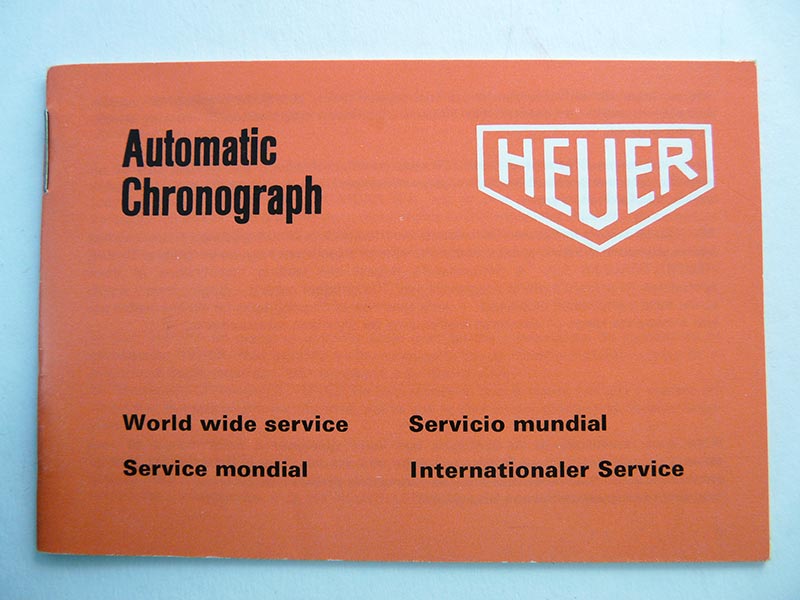 Automatic
Chronograph
HEUER
World wide service
Servicio mundial
Service mondial
Internationaler Service